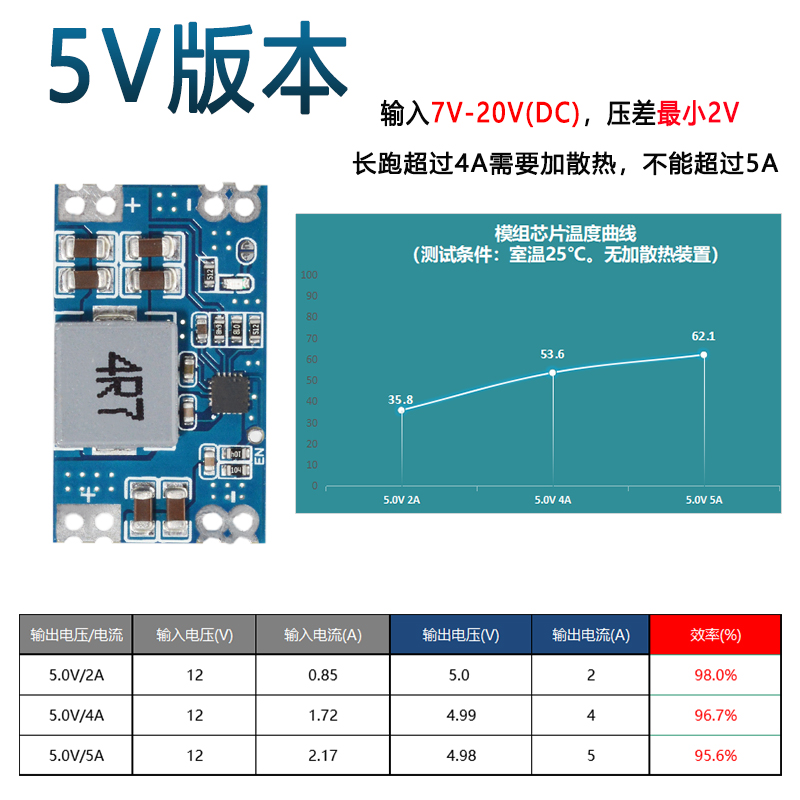 5V版本
输入7V-20V(DC)，压差最小2V
长跑超过4A需要加散热，不能超过5A
+ -
512
4R7
512
EN
104
+ -
模组芯片温度曲线
（测试条件：室温25℃。无加散热装置）
100
90
80
70
60
50
40
30
20
10
0
35.8
53.6
62.1
5.0V 2A 5.0V 4A 5.0V 5A
输出电压/电流 输入电压(V) 输入电流(A) 输出电压(V) 输出电流(A) 效率(%)
5.0V/2A 12 0.85 5.0 2 98.0%
5.0V/4A 12 1.72 4.99 4 96.7%
5.0V/5A 12 2.17 4.98 5 95.6%